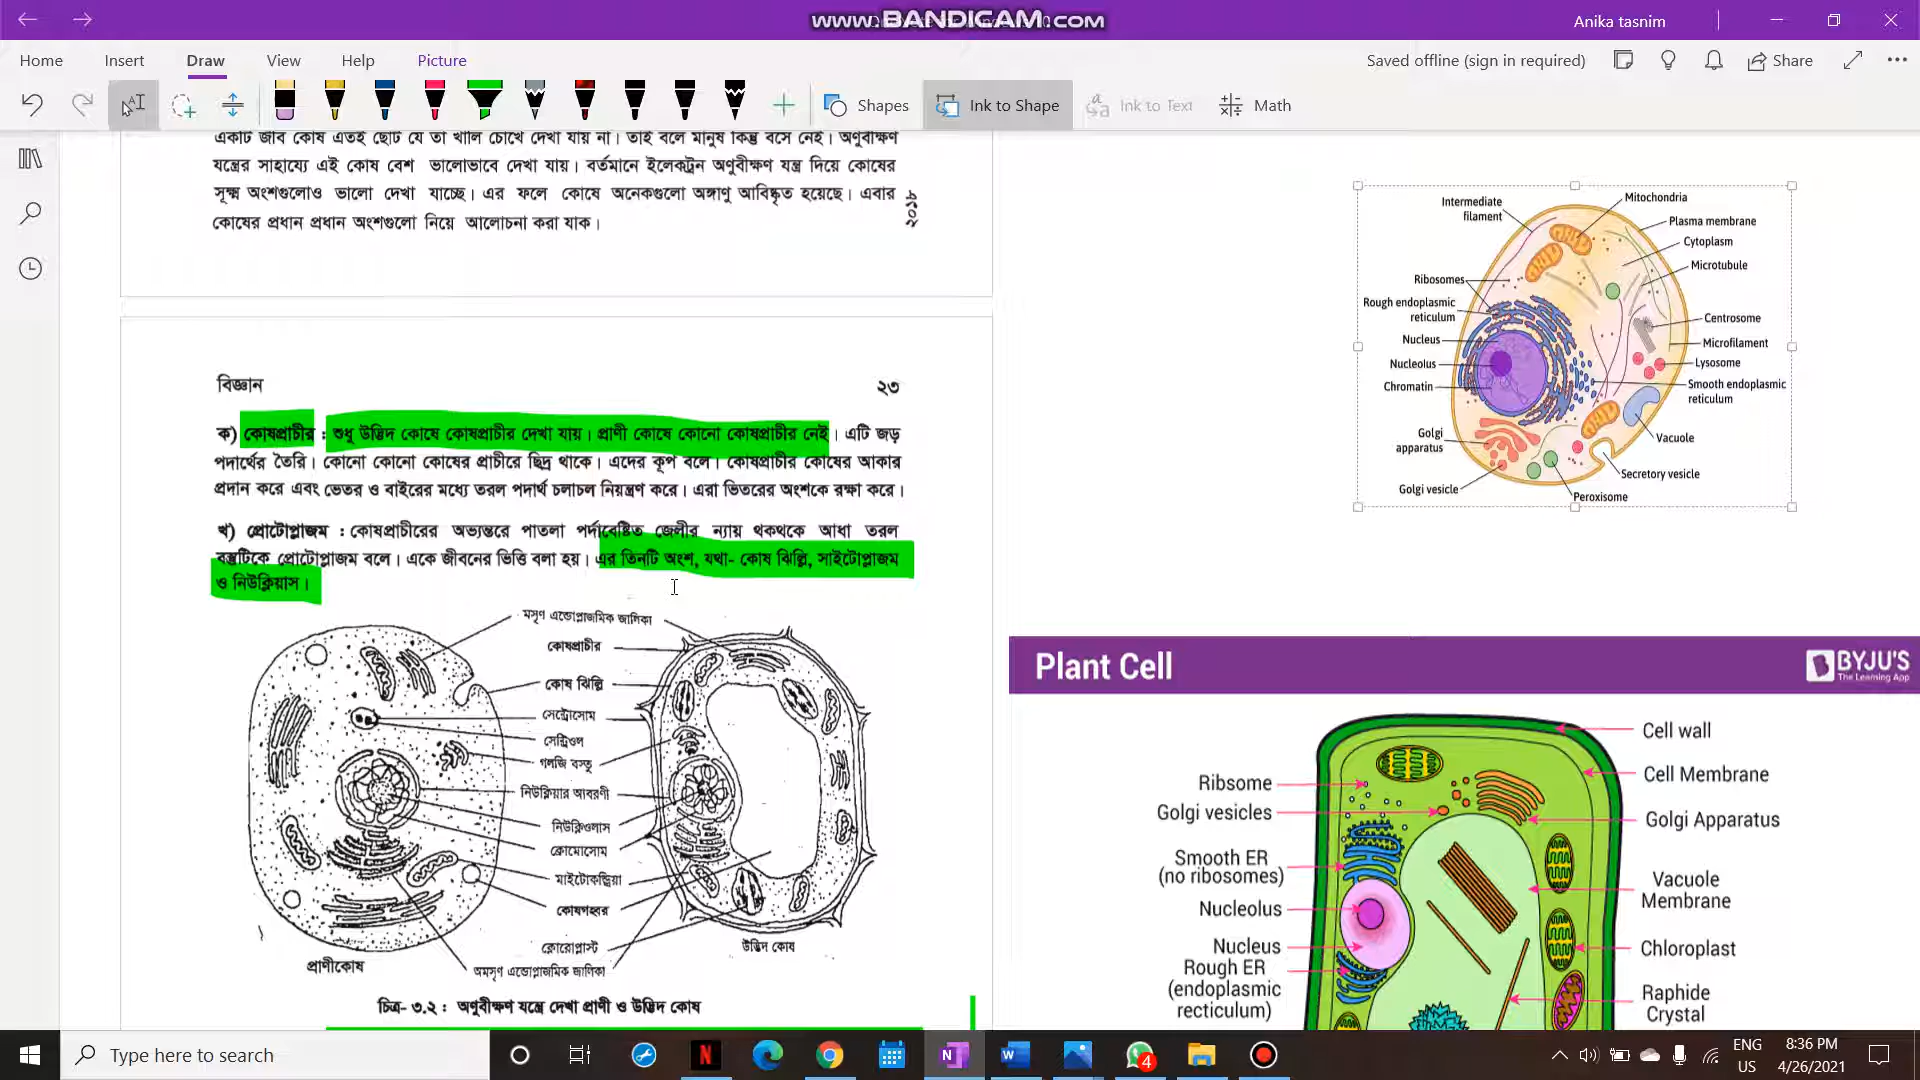 www.BANDICAM.com
Anika tasnim
Home Insert Draw View Help Picture
Saved offline (sign in required) Share
Shapes Ink to Shape Ink to Text Math
একটি জীব কোষ এতই ছোট যে তা খালি চোখে দেখা যায় না। তাই বলে মানুষ কিন্তু বসে নেই। অণুবীক্ষণ
যন্ত্রের সাহায্যে এই কোষ বেশ ভালোভাবে দেখা যায়। বর্তমানে ইলেকট্রন অণুবীক্ষণ যন্ত্র দিয়ে কোষের
সূক্ষ্ম অংশগুলোও ভালো দেখা যাচ্ছে। এর ফলে কোষে অনেকগুলো অঙ্গাণু আবিষ্কৃত হয়েছে। এবার
কোষের প্রধান প্রধান অংশগুলো নিয়ে আলোচনা করা যাক।
২০১৮
বিজ্ঞান
২৩
ক) কোষপ্রাচীর : শুধু উদ্ভিদ কোষে কোষপ্রাচীর দেখা যায়। প্রাণী কোষে কোনো কোষপ্রাচীর নেই। এটি জড়
পদার্থের তৈরি। কোনো কোনো কোষের প্রাচীরে ছিদ্র থাকে। এদের কূপ বলে। কোষপ্রাচীর কোষের আকার
প্রদান করে এবং ভেতর ও বাইরের মধ্যে তরল পদার্থ চলাচল নিয়ন্ত্রণ করে। এরা ভিতরের অংশকে রক্ষা করে।
খ) প্রোটোপ্লাজম : কোষপ্রাচীরের অভ্যন্তরে পাতলা পর্দাবেষ্টিত জেলীর ন্যায় থকথকে আধা তরল
বস্তুটিকে প্রোটোপ্লাজম বলে। একে জীবনের ভিত্তি বলা হয়। এর তিনটি অংশ, যথা- কোষ ঝিল্লি, সাইটোপ্লাজম
ও নিউক্লিয়াস।
মসৃণ এন্ডোপ্লাজমিক জালিকা
কোষপ্রাচীর
কোষ ঝিল্লি
সেন্ট্রোসোম
সেন্ট্রিওল
গলজি বস্তু
নিউক্লিয়ার আবরণী
নিউক্লিওলাস
ক্রোমোসোম
মাইটোকন্ড্রিয়া
কোষগহ্বর
ক্লোরোপ্লাস্ট
অমসৃণ এন্ডোপ্লাজমিক জালিকা
প্রাণীকোষ
উদ্ভিদ কোষ
চিত্র- ৩.২ : অণুবীক্ষণ যন্ত্রে দেখা প্রাণী ও উদ্ভিদ কোষ
Intermediate
filament
Ribosomes
Rough endoplasmic
reticulum
Nucleus
Nucleolus
Chromatin
Golgi
apparatus
Golgi vesicle
Mitochondria
Plasma membrane
Cytoplasm
Microtubule
Centrosome
Microfilament
Lysosome
Smooth endoplasmic
reticulum
Vacuole
Secretory vesicle
Peroxisome
Plant Cell
BYJU'S
The Learning App
Ribsome
Golgi vesicles
Smooth ER
(no ribosomes)
Nucleolus
Nucleus
Rough ER
(endoplasmic
recticulum)
Cell wall
Cell Membrane
Golgi Apparatus
Vacuole
Membrane
Chloroplast
Raphide
Crystal
Type here to search
4
ENG
US
8:36 PM
4/26/2021